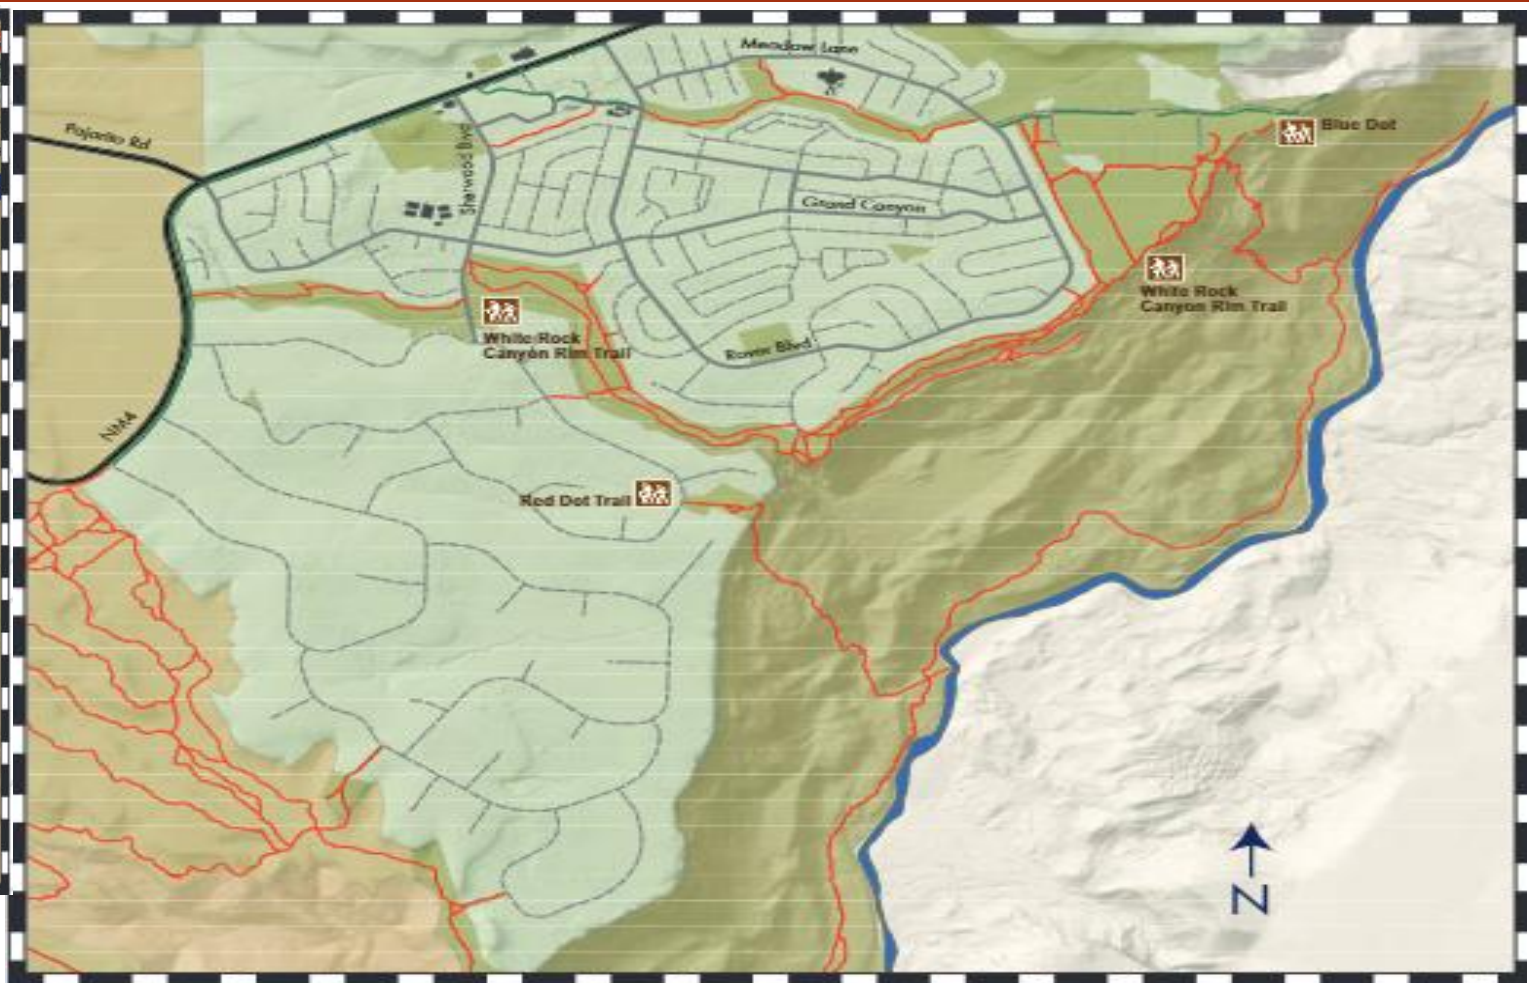 Meadow Lane
Blue Dot
Pajarito Rd
Sherwood Blvd
Grand Canyon
White Rock
Canyon Rim Trail
White Rock
Canyon Rim Trail
Rover Blvd
NM4
Red Dot Trail
N